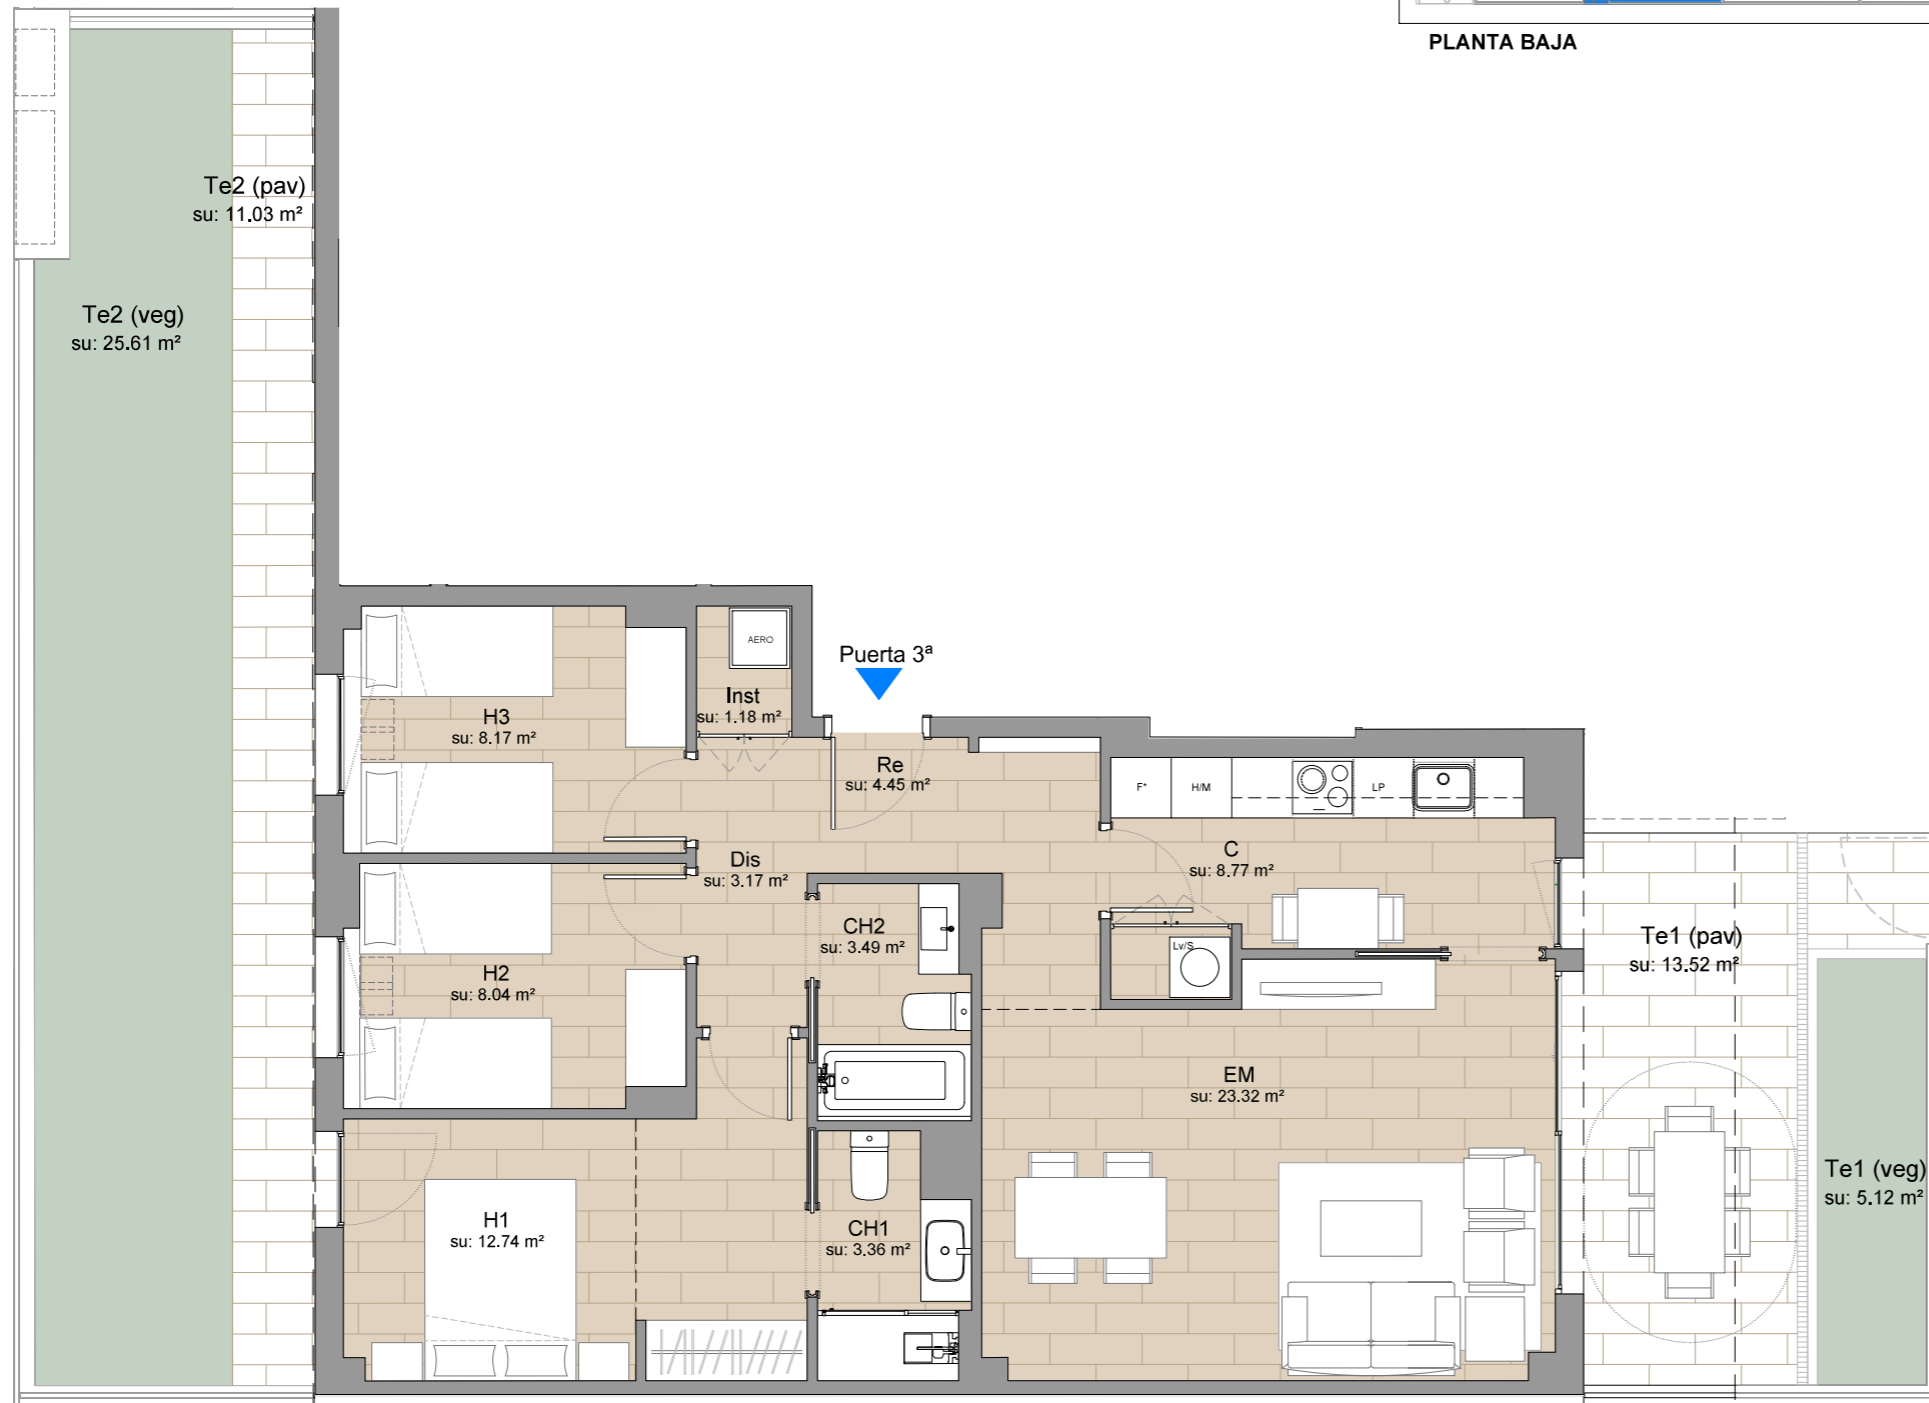 PLANTA BAJA
Te2 (pav)
su: 11.03 m²
Te2 (veg)
su: 25.61 m²
AERO
Puerta 3ª
Inst
su: 1.18 m²
H3
su: 8.17 m²
Re
su: 4.45 m²
F*
H/M
LP
Dis
su: 3.17 m²
C
su: 8.77 m²
CH2
su: 3.49 m²
Lv/S
Te1 (pav)
su: 13.52 m²
H2
su: 8.04 m²
EM
su: 23.32 m²
Te1 (veg)
su: 5.12 m²
H1
su: 12.74 m²
CH1
su: 3.36 m²